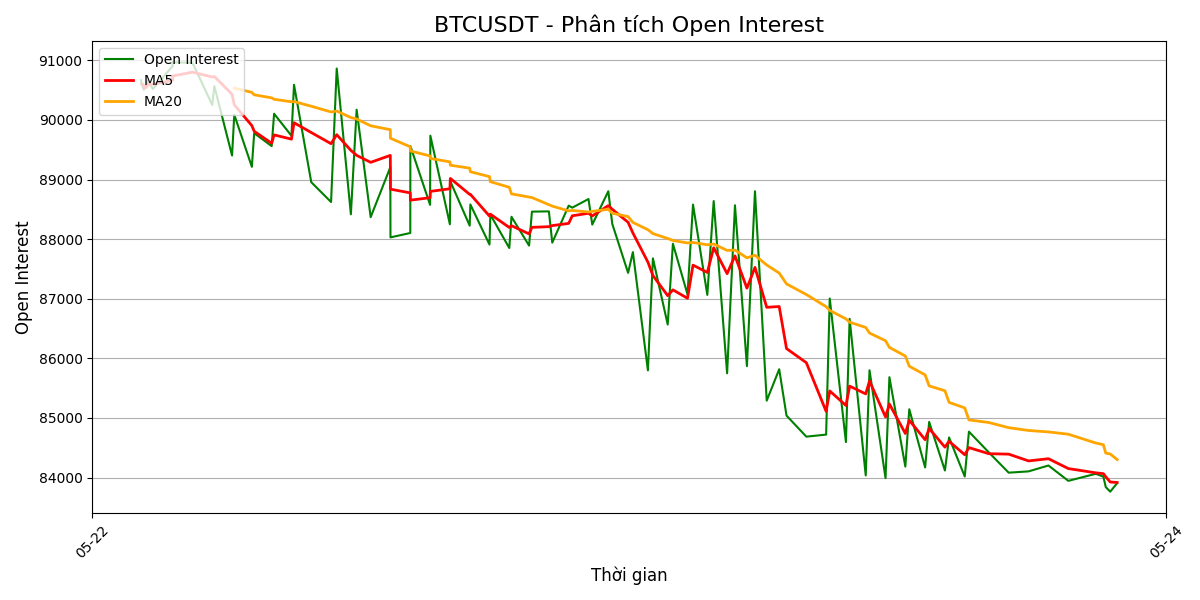 BTCUSDT - Phân tích Open Interest
Open Interest
MA5
MA20
91000
90000
89000
88000
87000
86000
85000
84000
Open Interest
05-22
05-24
Thời gian